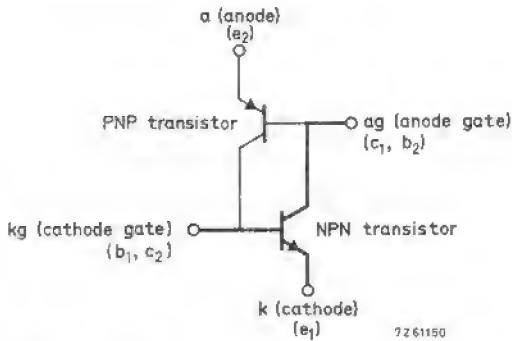 a (anode)
(e₂)
PNP transistor
ag (anode gate)
(c₁, b₂)
kg (cathode gate)
(b₁, c₂)
NPN transistor
k (cathode)
(e₁)
7Z61150